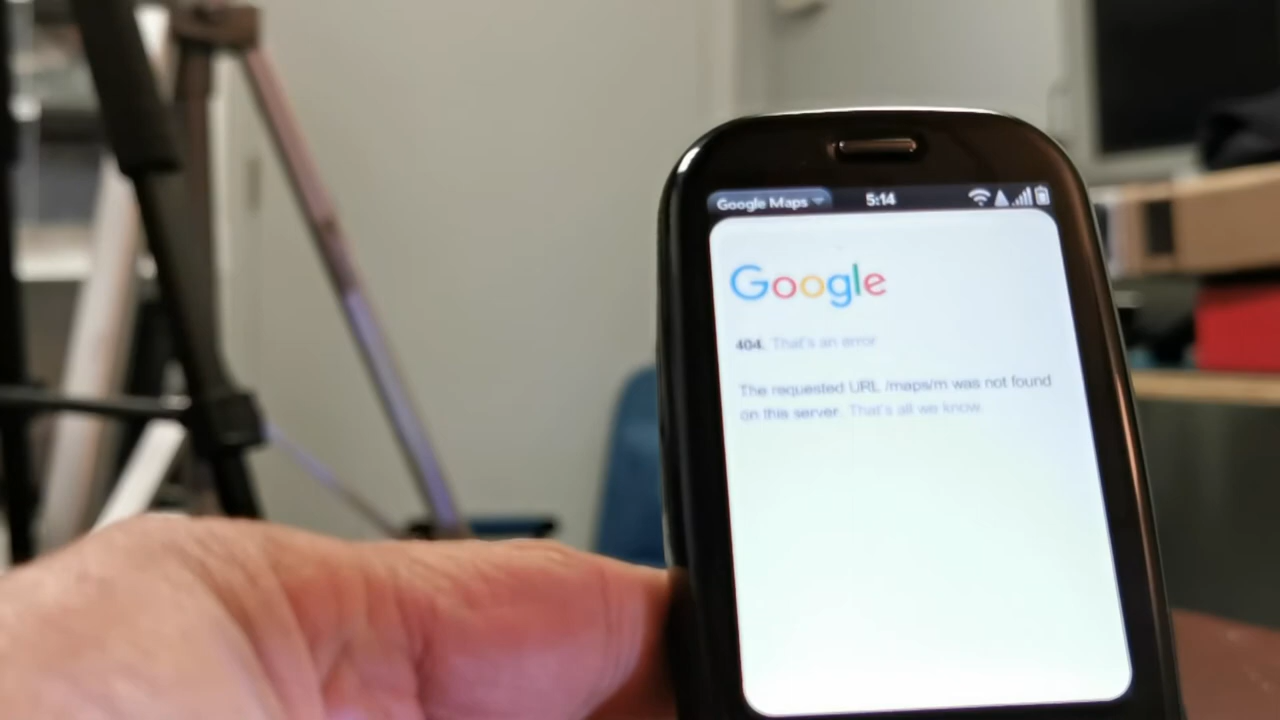 Google Maps 5:14
Google
404. That's an error
The requested URL /maps/m was not found
on this server. That's all we know.